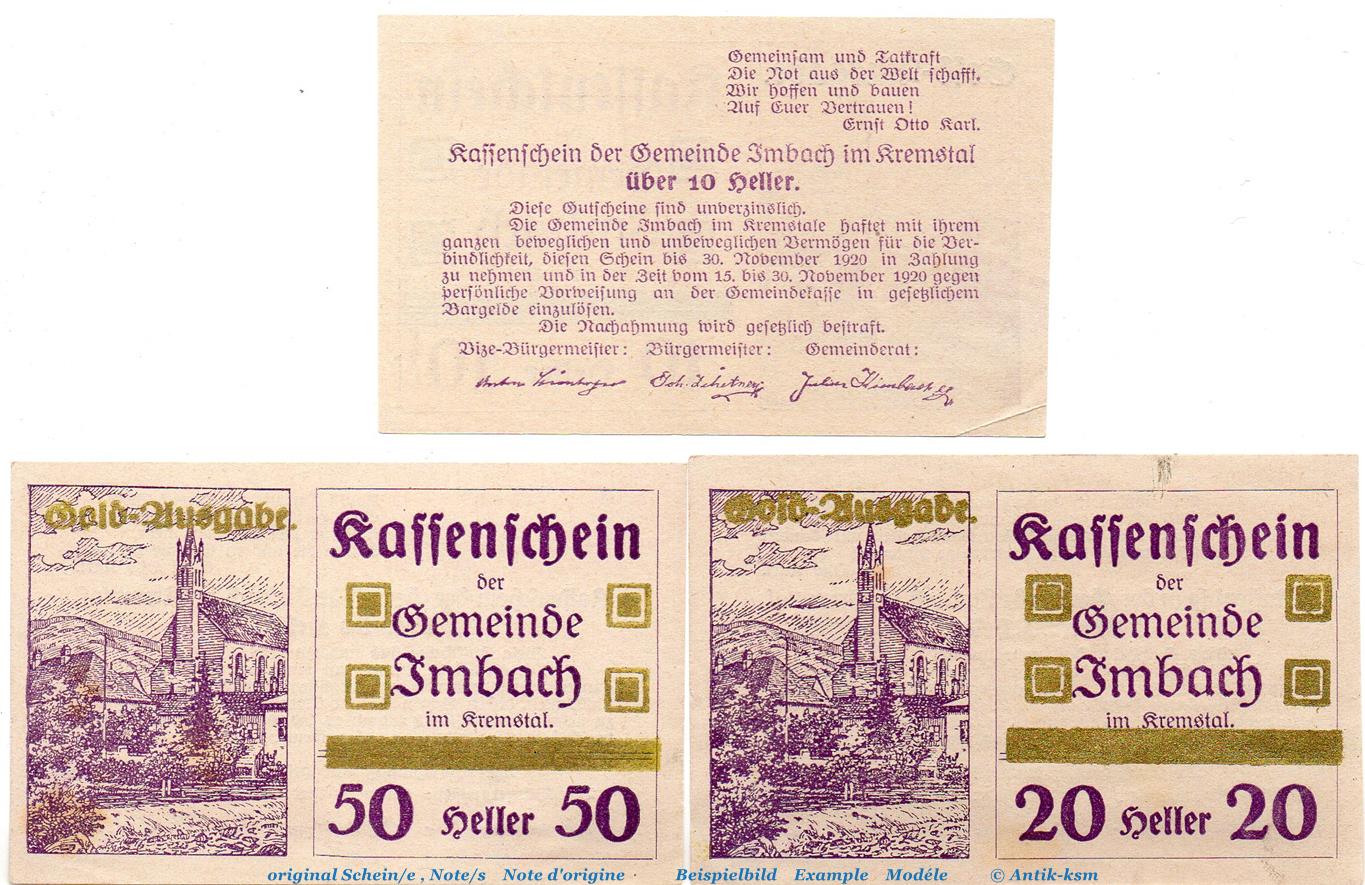 Gemeinsam und Tatkraft
Die Not aus der Welt schafft.
Wir hoffen und bauen
Auf Euer Vertrauen!
Ernst Otto Karl.
Kassenschein der Gemeinde Imbach im Kremstal
über 10 Heller.
Diese Gutscheine sind unverzinslich.
Die Gemeinde Imbach im Kremstale haftet mit ihrem
ganzen beweglichen und unbeweglichen Vermögen für die Ver-
bindlichkeit, diesen Schein bis 30. November 1920 in Zahlung
zu nehmen und in der Zeit vom 15. bis 30. November 1920 gegen
persönliche Vorweisung an der Gemeindekasse in gesetzlichem
Bargelde einzulösen.
Die Nachahmung wird gesetzlich bestraft.
Vize-Bürgermeister: Bürgermeister: Gemeinderat:
Gold-Ausgabe.
Kassenschein
der
Gemeinde
Imbach
im Kremstal.
50 Heller 50
Gold-Ausgabe.
Kassenschein
der
Gemeinde
Imbach
im Kremstal.
20 Heller 20
original Schein/e , Note/s Note d'origine Beispielbild Example Modéle © Antik-ksm